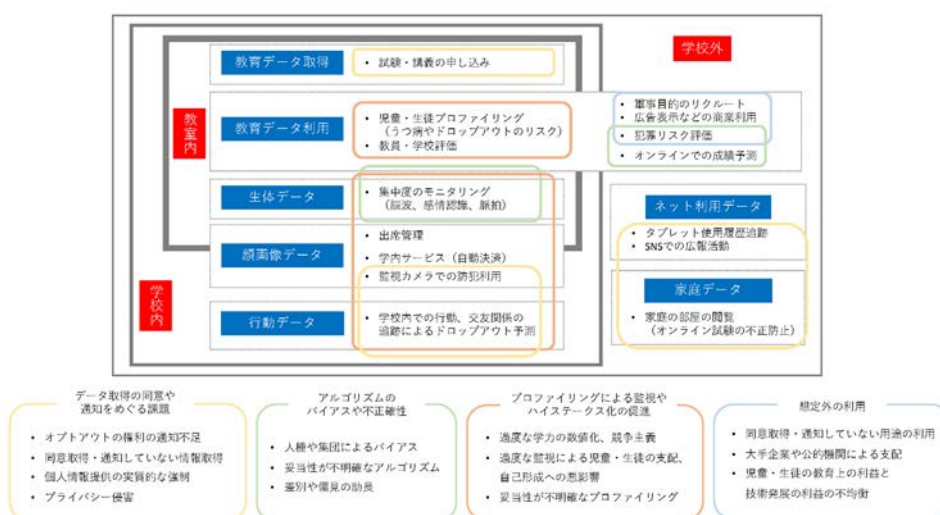 学校外
教室内
学校内
教育データ取得
・ 試験・講義の申し込み
教育データ利用
・ 児童・生徒プロファイリング
（うつ病やドロップアウトのリスク）
・ 教員・学校評価
・ 軍事目的のリクルート
・ 広告表示などの商業利用
・ 犯罪リスク評価
・ オンラインでの成績予測
生体データ
・ 集中度のモニタリング
（脳波、感情認識、脈拍）
顔画像データ
・ 出席管理
・ 学内サービス（自動決済）
・ 監視カメラでの防犯利用
行動データ
・ 学校内での行動、交友関係の
追跡によるドロップアウト予測
ネット利用データ
・ タブレット使用履歴追跡
・ SNSでの広報活動
家庭データ
・ 家庭の部屋の閲覧
（オンライン試験の不正防止）
データ取得の同意や
通知をめぐる課題
・ オプトアウトの権利の通知不足
・ 同意取得・通知していない情報取得
・ 個人情報提供の実質的な強制
・ プライバシー侵害
アルゴリズムの
バイアスや不正確性
・ 人種や集団によるバイアス
・ 妥当性が不明確なアルゴリズム
・ 差別や偏見の助長
プロファイリングによる監視や
ハイステークス化の促進
・ 過度な学力の数値化、競争主義
・ 過度な監視による児童・生徒の支配、
自己形成への悪影響
・ 妥当性が不明確なプロファイリング
想定外の利用
・ 同意取得・通知していない用途の利用
・ 大手企業や公的機関による支配
・ 児童・生徒の教育上の利益と
技術発展の利益の不均衡